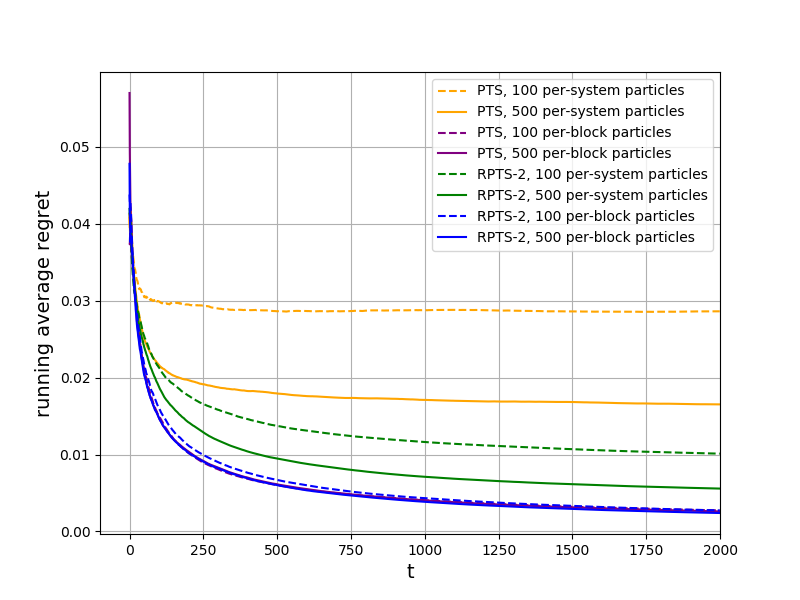 PTS, 100 per-system particles
PTS, 500 per-system particles
PTS, 100 per-block particles
PTS, 500 per-block particles
RPTS-2, 100 per-system particles
RPTS-2, 500 per-system particles
RPTS-2, 100 per-block particles
RPTS-2, 500 per-block particles
running average regret
0.05
0.04
0.03
0.02
0.01
0.00
0 250 500 750 1000 1250 1500 1750 2000
t